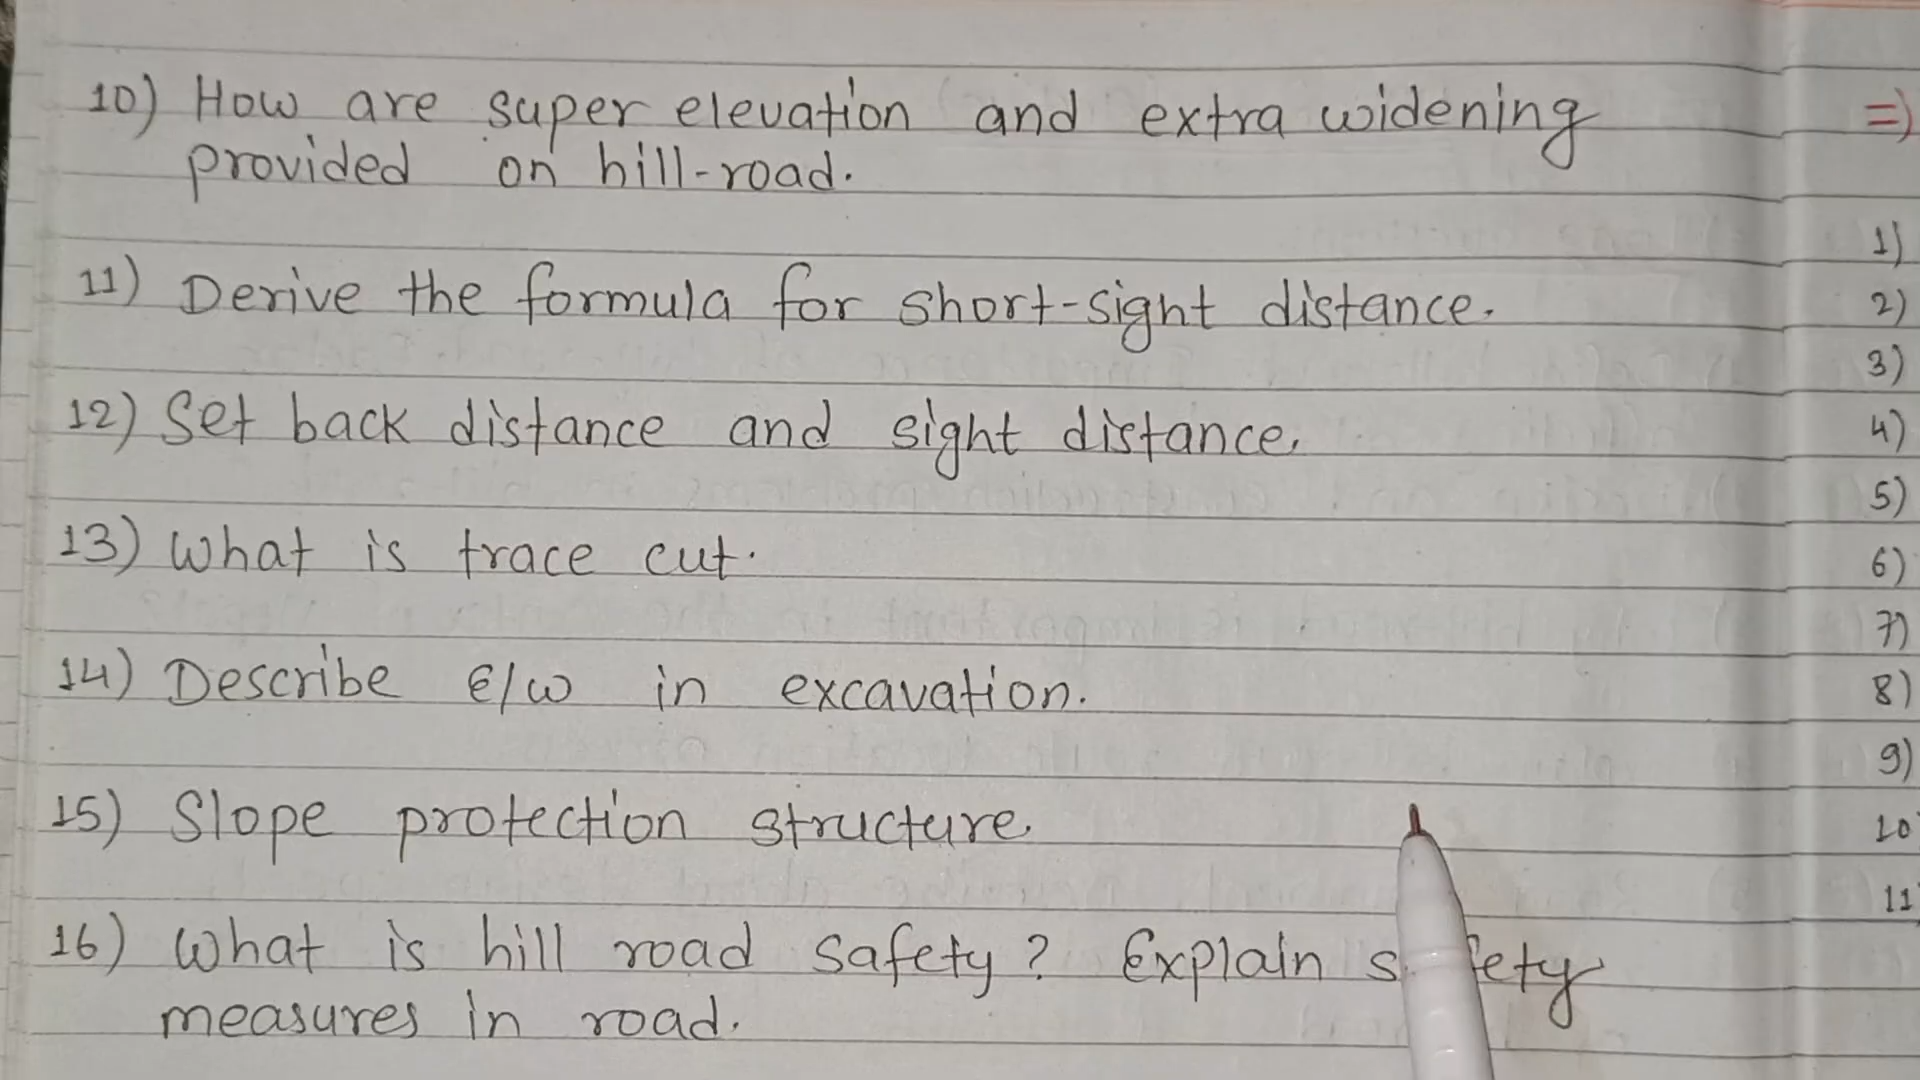 10) How are super elevation and extra widening
provided on hill-road.
11) Derive the formula for short-sight distance.
12) Set back distance and sight distance.
13) What is trace cut.
14) Describe E/W in excavation.
15) Slope protection structure.
16) What is hill road safety? Explain safety
measures in road.
=)
1)
2)
3)
4)
5)
6)
7)
8)
9)
10
11